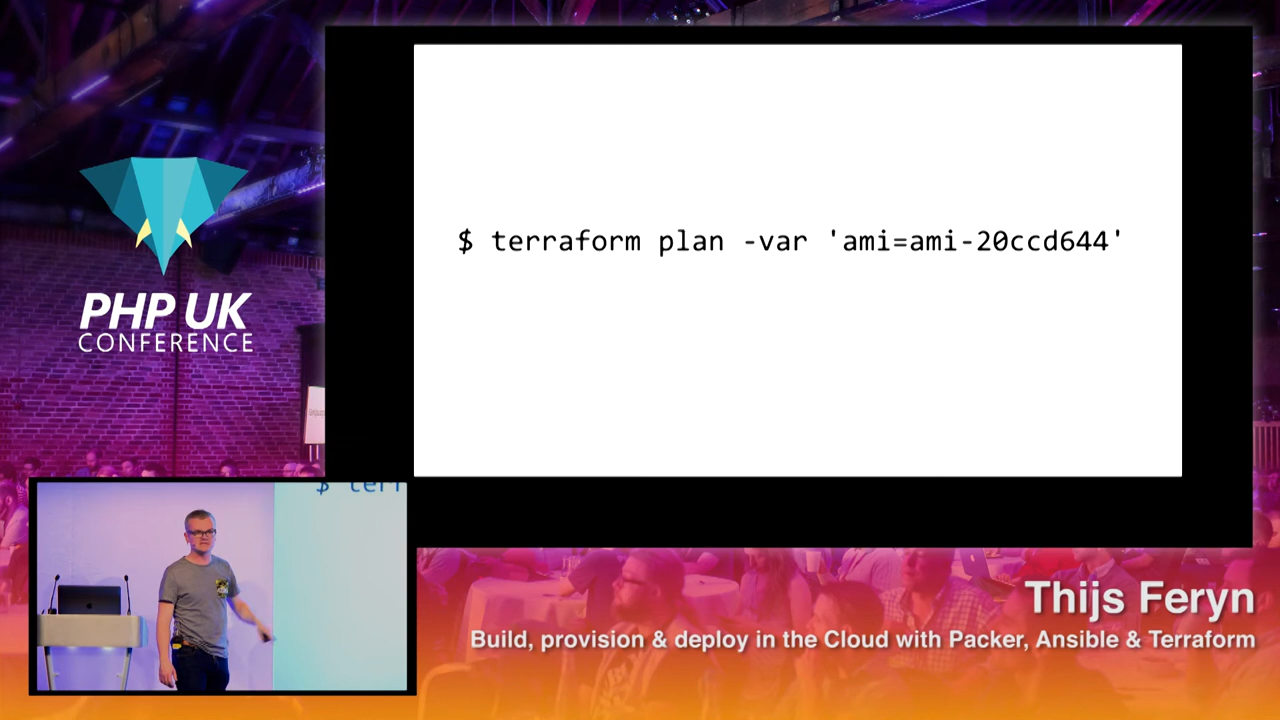 $ terraform plan -var 'ami=ami-20ccd644'
PHP UK
CONFERENCE
$ terr
Thijs Feryn
Build, provision & deploy in the Cloud with Packer, Ansible & Terraform